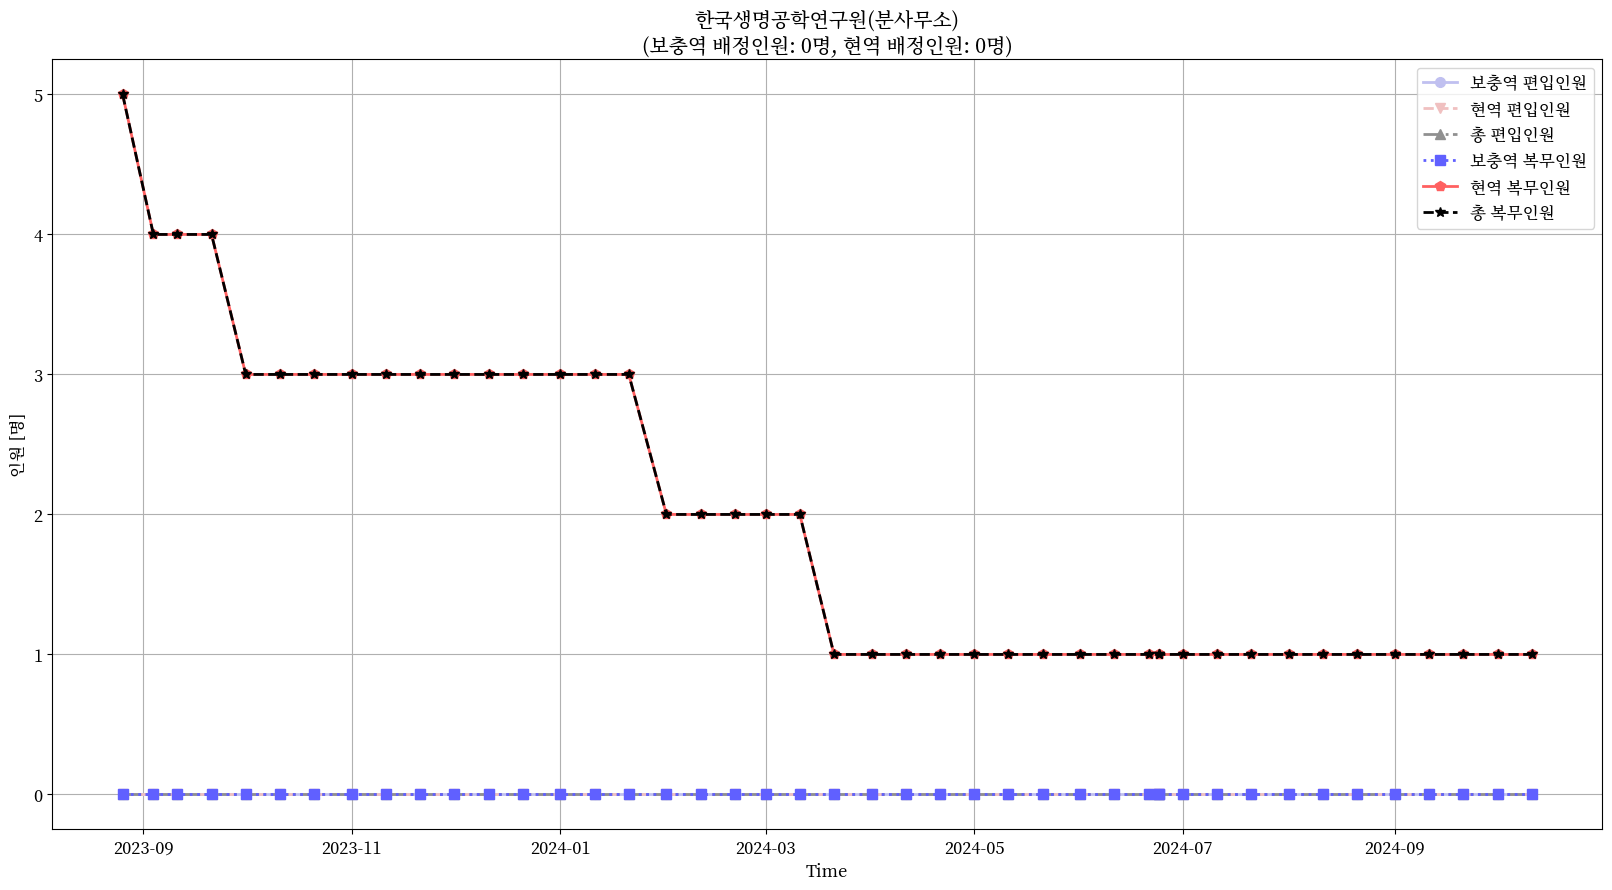 한국생명공학연구원(분사무소)
(보충역 배정인원: 0명, 현역 배정인원: 0명)
보충역 편입인원
현역 편입인원
총 편입인원
보충역 복무인원
현역 복무인원
총 복무인원
인원 [명]
5
4
3
2
1
0
2023-09
2023-11
2024-01
2024-03
2024-05
2024-07
2024-09
Time